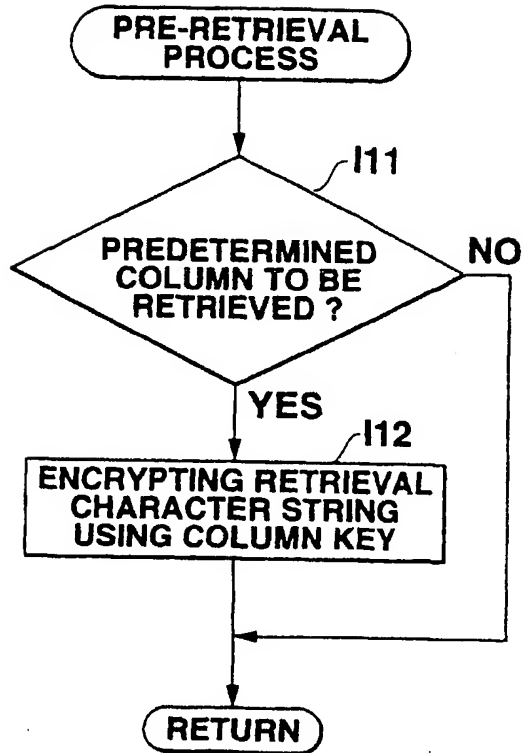 PRE-RETRIEVAL
PROCESS
I11
PREDETERMINED
COLUMN TO BE
RETRIEVED ?
NO
YES
I12
ENCRYPTING RETRIEVAL
CHARACTER STRING
USING COLUMN KEY
RETURN